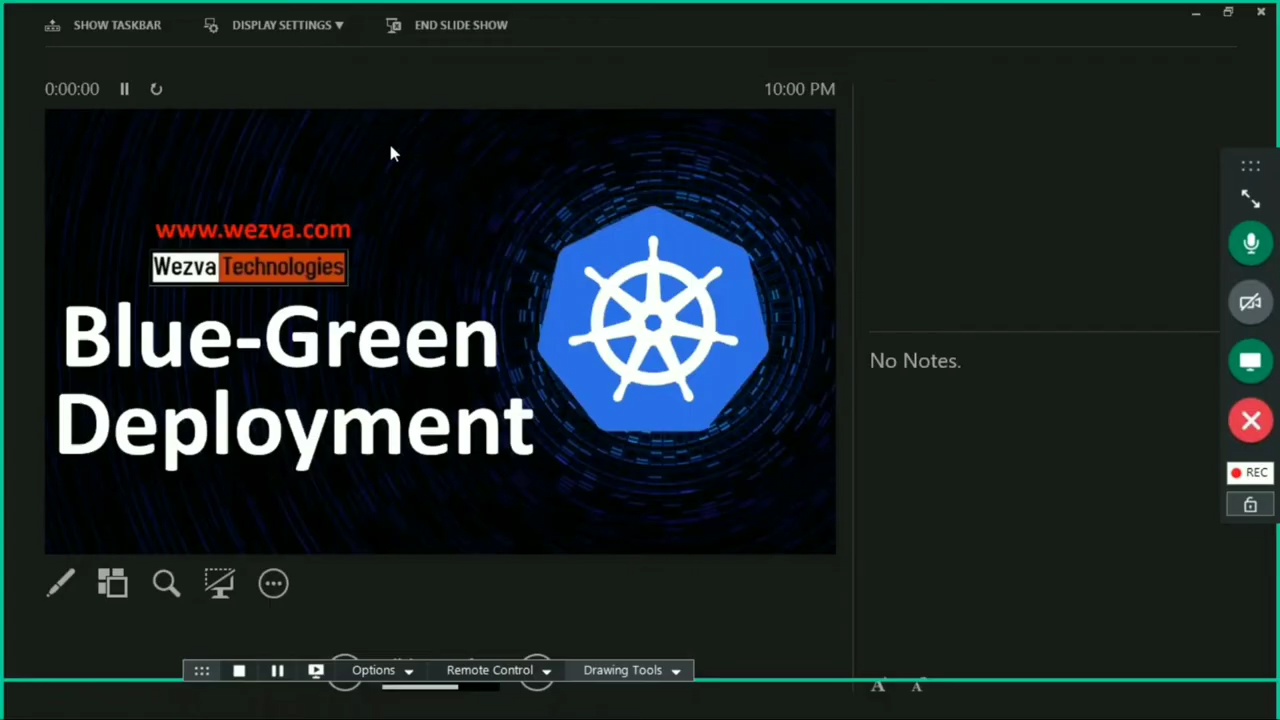 SHOW TASKBAR
DISPLAY SETTINGS
END SLIDE SHOW
0:00:00
10:00 PM
www.wezva.com
Wezva Technologies
Blue-Green
Deployment
No Notes.
REC
Options
Remote Control
Drawing Tools
A
A